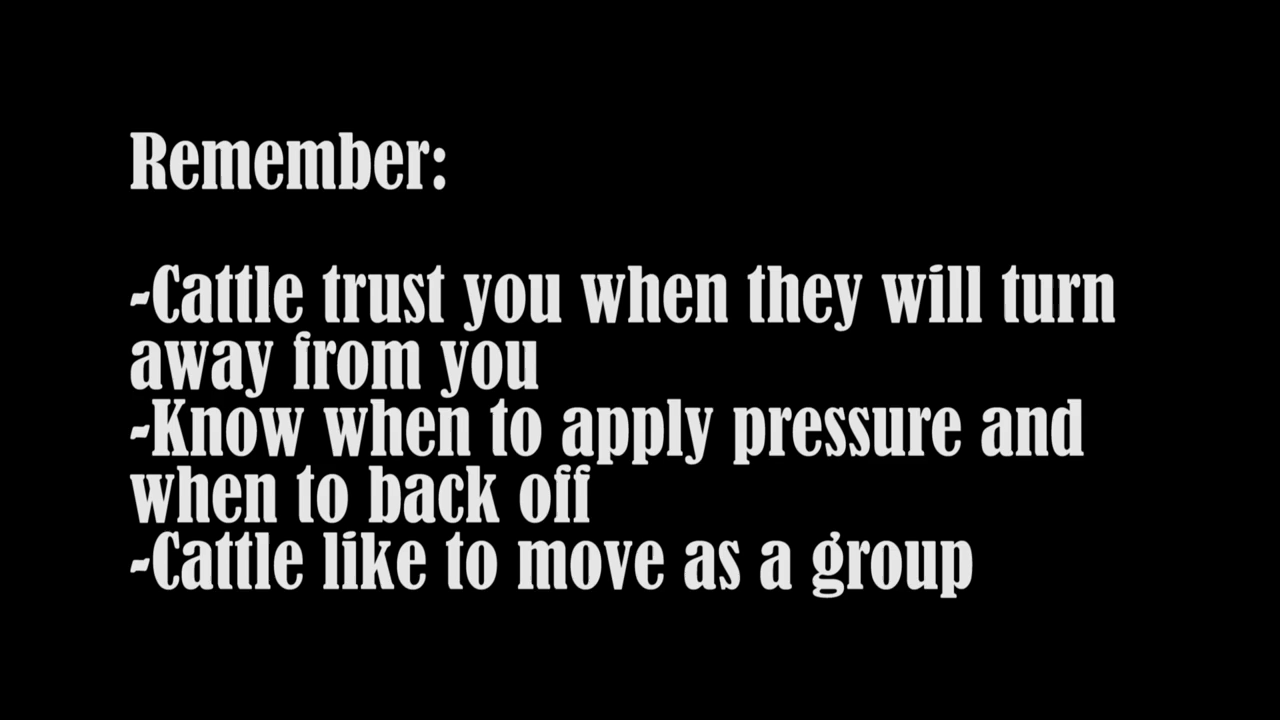 Remember:
-Cattle trust you when they will turn
away from you
-Know when to apply pressure and
when to back off
-Cattle like to move as a group